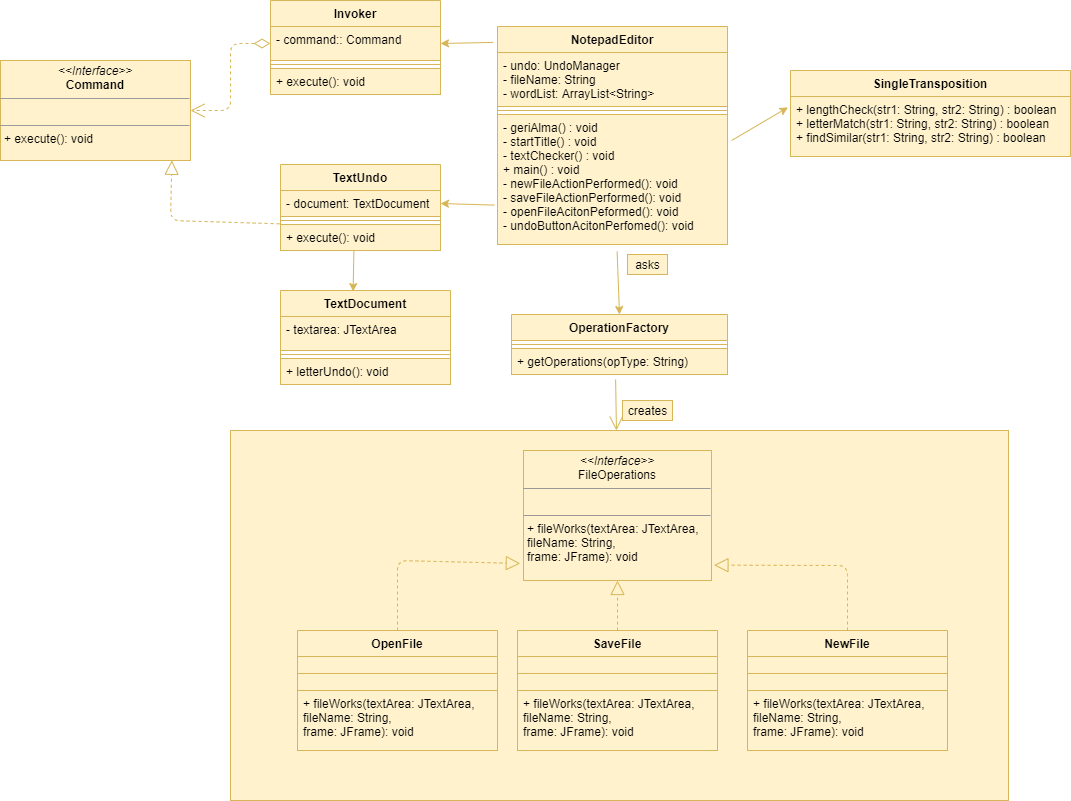 Invoker
- command:: Command
+ execute(): void
<<Interface>>
Command
+ execute(): void
NotepadEditor
- undo: UndoManager
- fileName: String
- wordList: ArrayList<String>
- geriAlma() : void
- startTitle() : void
- textChecker() : void
+ main() : void
- newFileActionPerformed(): void
- saveFileActionPerformed(): void
- openFileAcitonPeformed(): void
- undoButtonAcitonPerfomed(): void
SingleTransposition
+ lengthCheck(str1: String, str2: String) : boolean
+ letterMatch(str1: String, str2: String) : boolean
+ findSimilar(str1: String, str2: String) : boolean
TextUndo
- document: TextDocument
+ execute(): void
asks
TextDocument
- textarea: JTextArea
+ letterUndo(): void
OperationFactory
+ getOperations(opType: String)
creates
<<Interface>>
FileOperations
+ fileWorks(textArea: JTextArea,
fileName: String,
frame: JFrame): void
OpenFile
+ fileWorks(textArea: JTextArea,
fileName: String,
frame: JFrame): void
SaveFile
+ fileWorks(textArea: JTextArea,
fileName: String,
frame: JFrame): void
NewFile
+ fileWorks(textArea: JTextArea,
fileName: String,
frame: JFrame): void